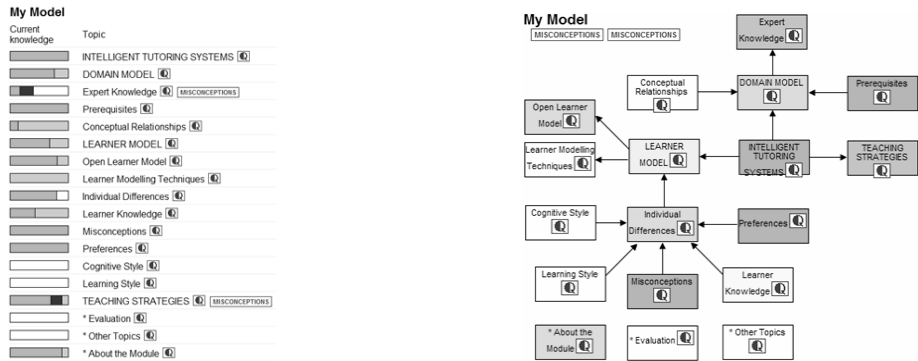 My Model
Current
knowledge
Topic
INTELLIGENT TUTORING SYSTEMS
DOMAIN MODEL
Expert Knowledge MISCONCEPTIONS
Prerequisites
Conceptual Relationships
LEARNER MODEL
Open Learner Model
Learner Modelling Techniques
Individual Differences
Learner Knowledge
Misconceptions
Preferences
Cognitive Style
Learning Style
TEACHING STRATEGIES MISCONCEPTIONS
* Evaluation
* Other Topics
* About the Module
My Model
MISCONCEPTIONS MISCONCEPTIONS
Expert
Knowledge
Conceptual
Relationships
DOMAIN MODEL
Prerequisites
Open Learner
Model
Learner Modelling
Techniques
LEARNER
MODEL
INTELLIGENT
TUTORING
SYSTEMS
TEACHING
STRATEGIES
Cognitive Style
Individual
Differences
Preferences
Learning Style
Misconceptions
Learner
Knowledge
* About the
Module
* Evaluation
* Other Topics